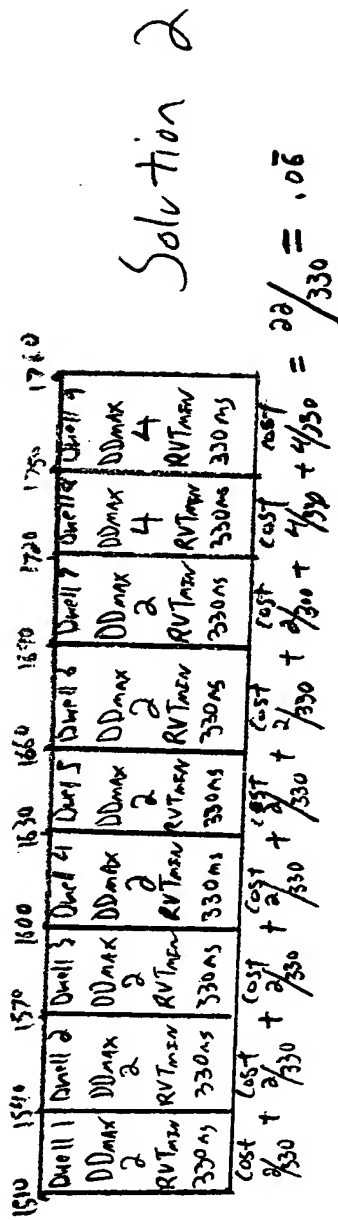 Solution 2
1510 1540 1570 1600 1630 1660 1690 1720 1750 1760
Dwell 1 Dwell 2 Dwell 3 Dwell 4 Dwell 5 Dwell 6 Dwell 7 Dwell 8 Dwell 9
DDMAX DDMAX DDMAX DDMAX DDMAX DDMAX DDMAX DDMAX DDMAX
2 2 2 2 2 2 2 4 4
RVTMIN RVTMIN RVTMIN RVTMIN RVTMIN RVTMIN RVTMIN RVTMIN RVTMIN
330ms 330ms 330ms 330ms 330ms 330ms 330ms 330ms 330ms
cost cost cost cost cost cost cost cost cost
2/330 + 2/330 + 2/330 + 2/330 + 2/330 + 2/330 + 2/300 + 4/330 + 4/330 = 22/330 = .06̄